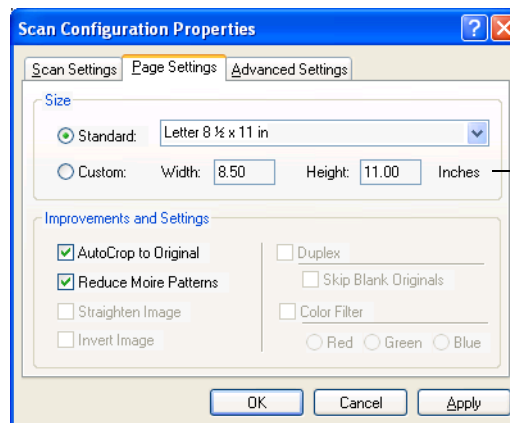 Scan Configuration Properties
Scan Settings Page Settings Advanced Settings
Size
Standard: Letter 8 ½ x 11 in
Custom: Width: 8.50 Height: 11.00 Inches
Improvements and Settings
AutoCrop to Original Duplex
Reduce Moire Patterns Skip Blank Originals
Straighten Image Color Filter
Invert Image Red Green Blue
OK Cancel Apply